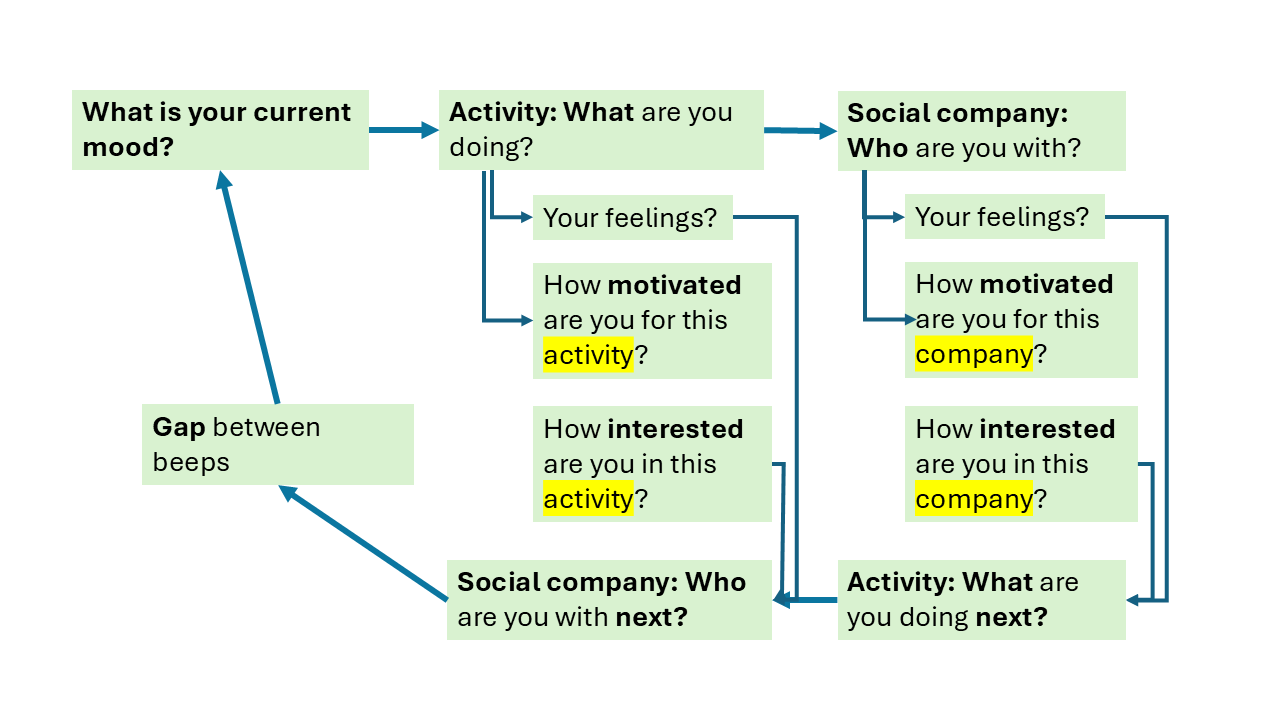 What is your current
mood?
Activity: What are you
doing?
Social company:
Who are you with?
Your feelings?
Your feelings?
How motivated
are you for this
activity?
How motivated
are you for this
company?
Gap between
beeps
How interested
are you in this
activity?
How interested
are you in this
company?
Social company: Who
are you with next?
Activity: What are
you doing next?